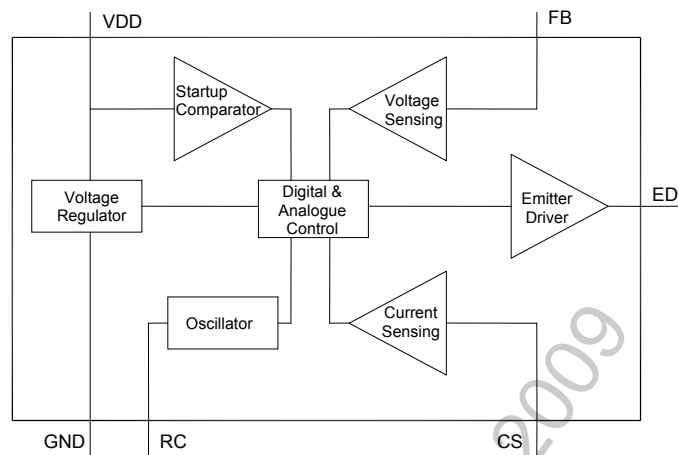 VDD
FB
Startup
Comparator
Voltage
Sensing
Voltage
Regulator
Digital &
Analogue
Control
Emitter
Driver
ED
Oscillator
Current
Sensing
GND
RC
CS
2009